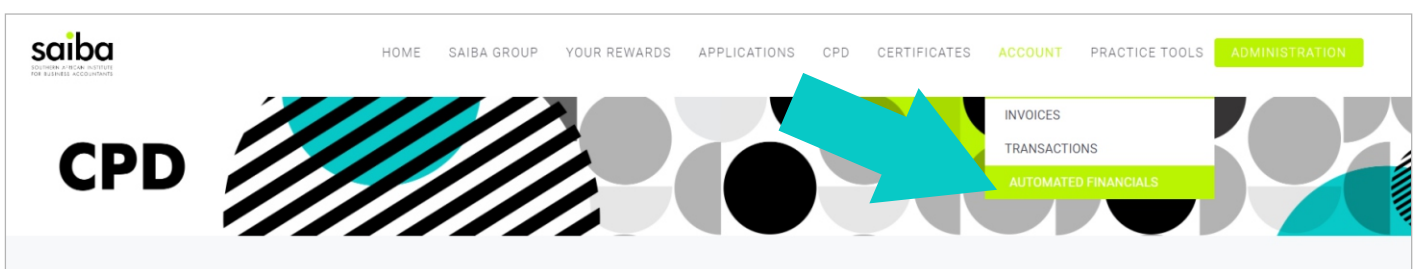 saiba
SOUTHERN AFRICAN INSTITUTE
FOR BUSINESS ACCOUNTANTS
HOME SAIBA GROUP YOUR REWARDS APPLICATIONS CPD CERTIFICATES ACCOUNT PRACTICE TOOLS ADMINISTRATION
CPD
INVOICES
TRANSACTIONS
AUTOMATED FINANCIALS